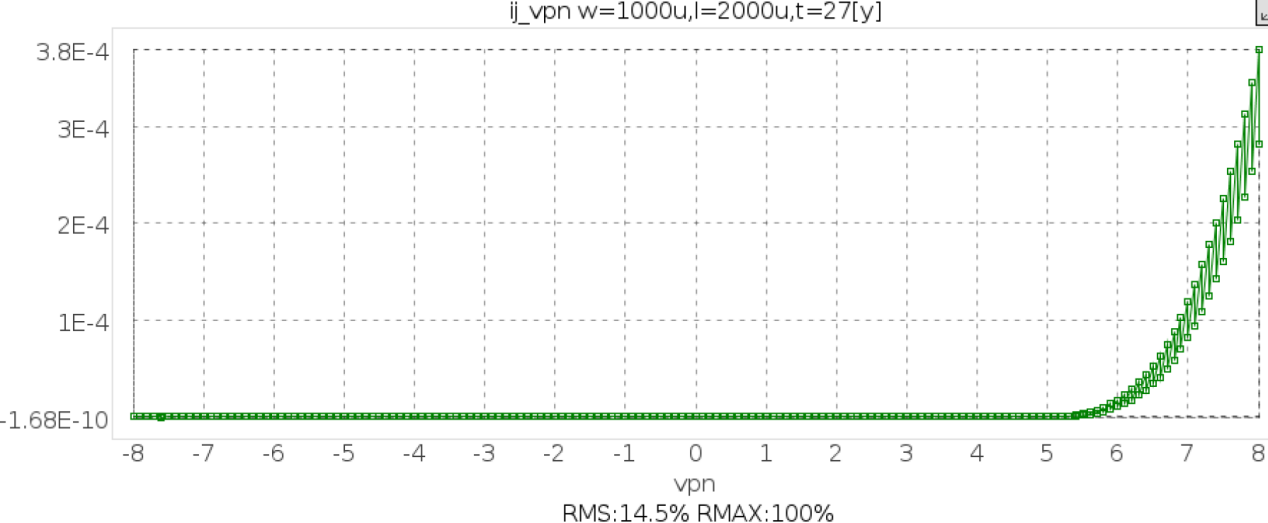 ij_vpn w=1000u,l=2000u,t=27[y]
3.8E-4
3E-4
2E-4
1E-4
-1.68E-10
-8 -7 -6 -5 -4 -3 -2 -1 0 1 2 3 4 5 6 7 8
vpn
RMS:14.5% RMAX:100%